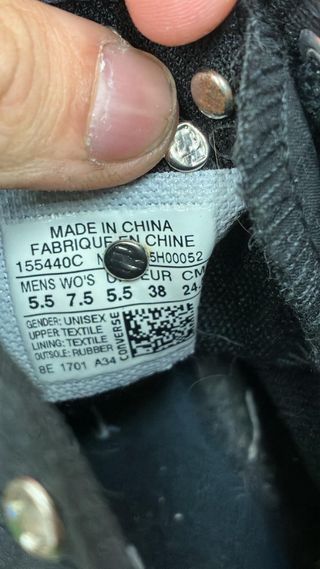 MADE IN CHINA
FABRIQUE EN CHINE
155440C 5H00052
MENS WO'S EUR CM
5.5 7.5 5.5 38 24.
GENDER: UNISEX
UPPER TEXTILE
LINING: TEXTILE
OUTSOLE: RUBBER
8E 1701 A34
CONVERSE